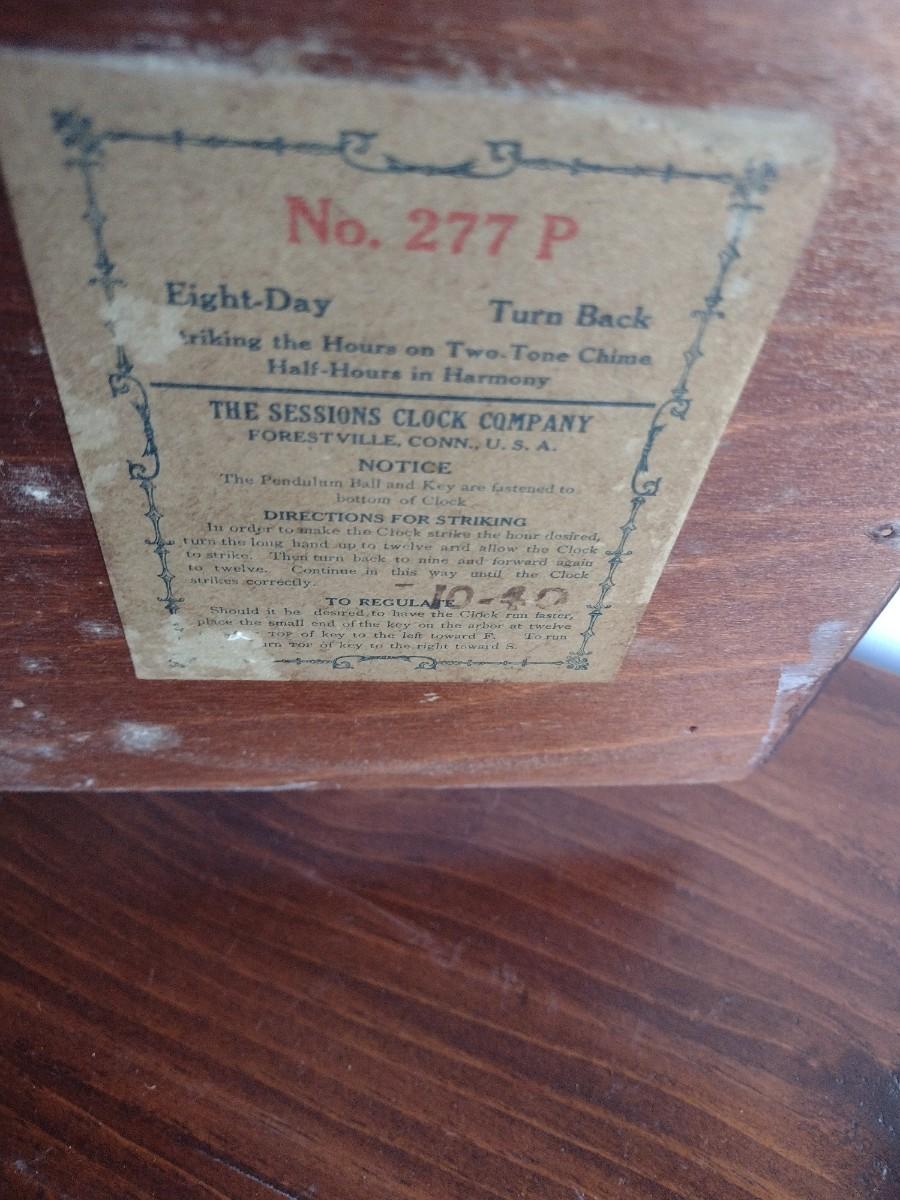 No. 277 P
Eight-Day Turn Back
triking the Hours on Two-Tone Chime
Half-Hours in Harmony
THE SESSIONS CLOCK COMPANY
FORESTVILLE, CONN., U. S. A.
NOTICE
The Pendulum Ball and Key are fastened to
bottom of Clock
DIRECTIONS FOR STRIKING
In order to make the Clock strike the hour desired,
turn the long hand up to twelve and allow the Clock
to strike. Then turn back to nine and forward again
to twelve. Continue in this way until the Clock
strikes correctly.
10-40
TO REGULATE
Should it be desired to have the Clock run faster,
place the small end of the key on the arbor at twelve
TOP of key to the left toward F. To run
urn TOP of key to the right toward S.